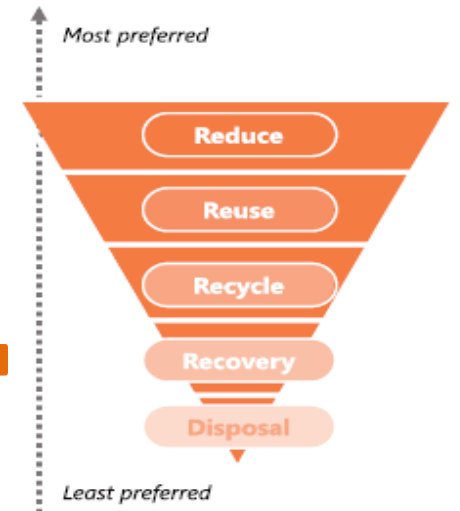 Most preferred
Reduce
Reuse
Recycle
Recovery
Disposal
Least preferred